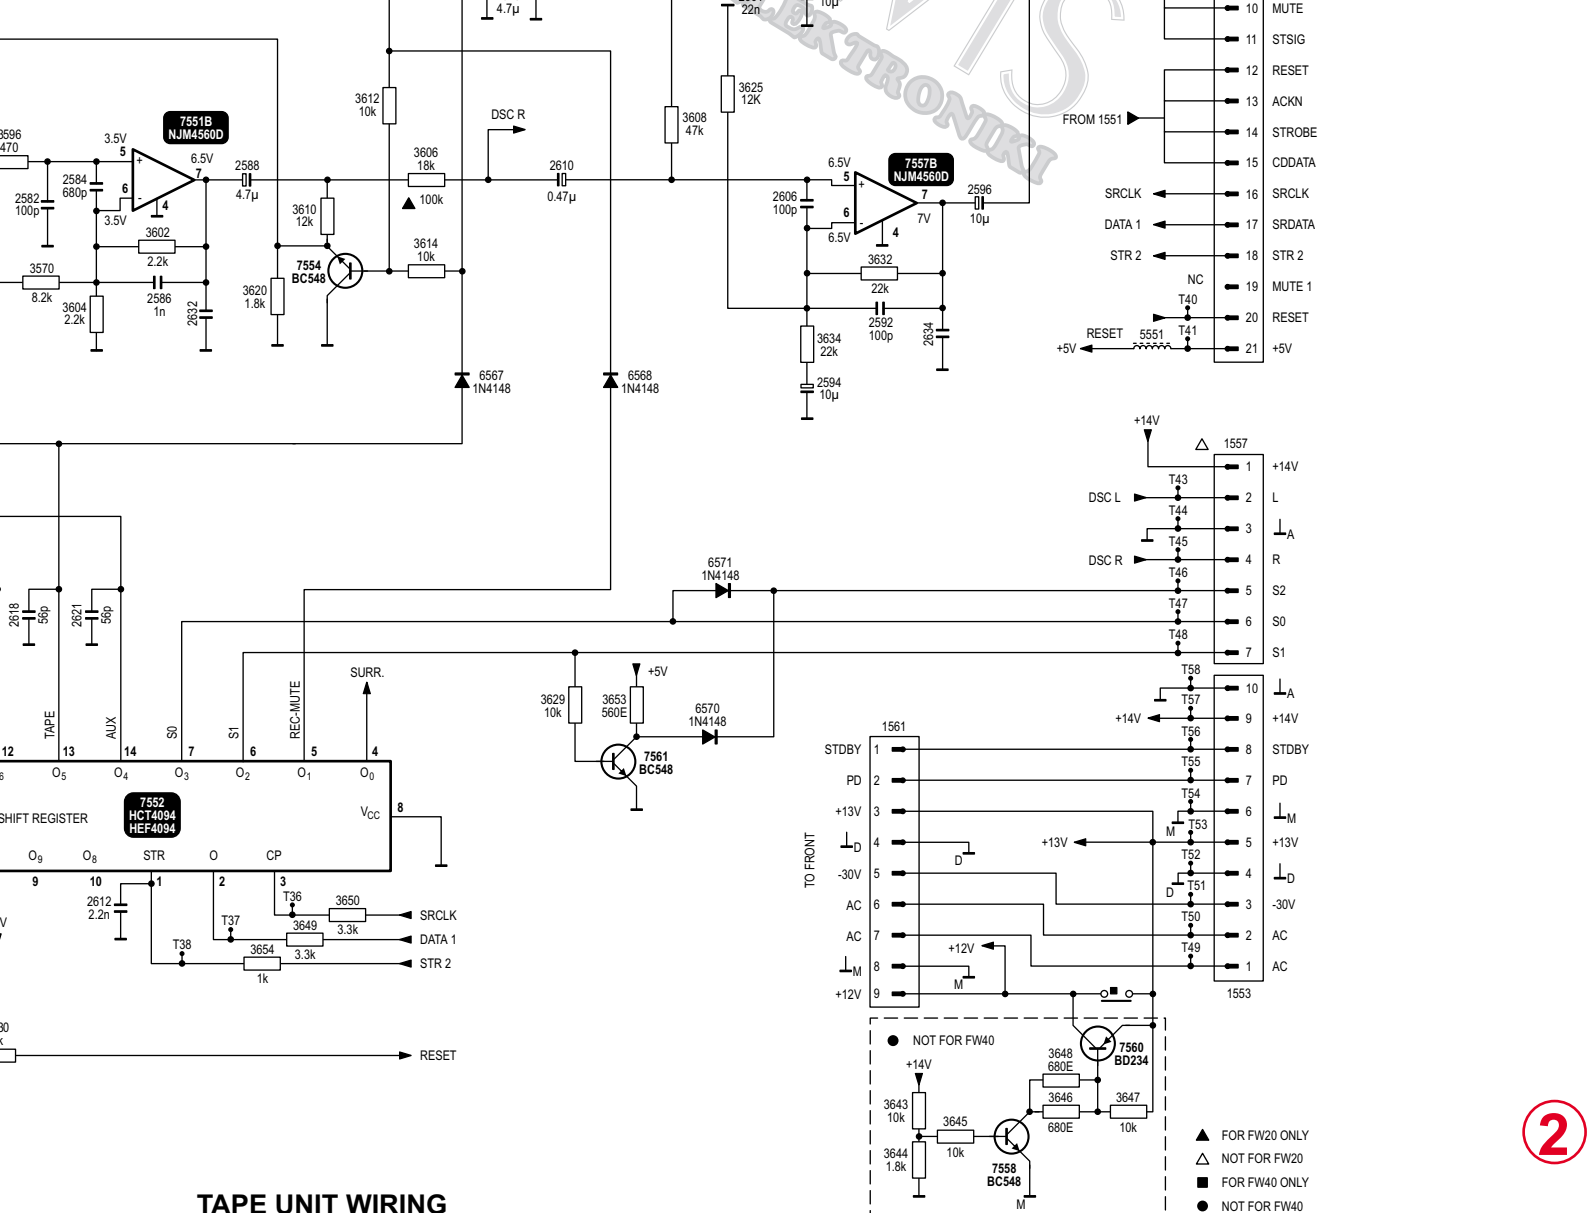 4.7µ
22n
10µ
10 MUTE
11 STSIG
12 RESET
13 ACKN
14 STROBE
15 CDDATA
16 SRCLK
17 SRDATA
18 STR 2
19 MUTE 1
20 RESET
21 +5V
FROM 1551
SRCLK
DATA 1
STR 2
NC
T40
RESET 5551 T41
+5V
VIS
ELEKTRONIKI
3612
10k
DSC R
3625
12K
3608
47k
3596
470
7551B
NJM4560D
3.5V
5
+
6.5V
7
6
-
3.5V
4
2582
100p
2584
680p
2588
4.7µ
3606
18k
100k
2610
0.47µ
3610
12k
3614
10k
7554
BC548
3602
2.2k
3570
8.2k
2586
1n
3604
2.2k
2632
3620
1.8k
6.5V
5
+
7557B
NJM4560D
7
7V
6
-
6.5V
4
2606
100p
2596
10µ
3632
22k
2592
100p
3634
22k
2634
2594
10µ
6567
1N4148
6568
1N4148
+14V
1557
1 +14V
T43
DSC L 2 L
T44
3 A
T45
DSC R 4 R
T46
5 S2
T47
6 S0
T48
7 S1
6571
1N4148
2618
56p
2621
56p
SURR.
TAPE
AUX
S0
S1
REC-MUTE
12 13 14 7 6 5 4
O5 O4 O3 O2 O1 O0
3629
10k
+5V
3653
560E
6570
1N4148
7561
BC548
SHIFT REGISTER
7552
HCT4094
HEF4094
VCC 8
O9 O8 STR O CP
9 10 1 2 3
2612
2.2n
T36
3650
3.3k
SRCLK
T37
3649
3.3k
DATA 1
T38
3654
1k
STR 2
RESET
1561
TO FRONT
STDBY 1
PD 2
+13V 3
D 4
-30V 5
AC 6
AC 7
M 8
+12V 9
D
M
+12V
+14V
+13V
M
D
T58
10 A
T57
9 +14V
T56
8 STDBY
T55
7 PD
T54
6 M
T53
5 +13V
T52
4 D
T51
3 -30V
T50
2 AC
T49
1 AC
1553
NOT FOR FW40
+14V
3643
10k
3644
1.8k
3645
10k
7558
BC548
M
3648
680E
3646
680E
7560
BD234
3647
10k
FOR FW20 ONLY
NOT FOR FW20
FOR FW40 ONLY
NOT FOR FW40
2
TAPE UNIT WIRING